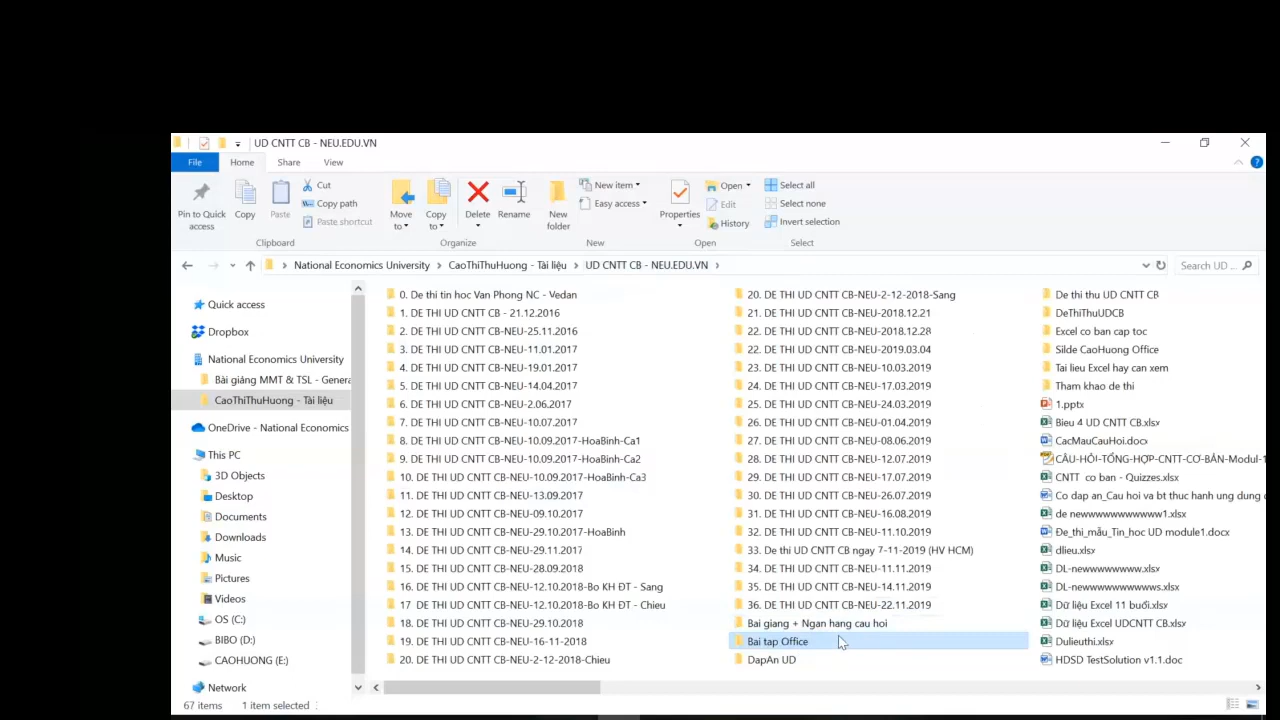 UD CNTT CB - NEU.EDU.VN
File Home Share View
Pin to Quick access
Copy
Paste
Cut
Copy path
Paste shortcut
Clipboard
Move to
Copy to
Delete
Rename
Organize
New folder
New item
Easy access
New
Properties
Open
Edit
History
Open
Select all
Select none
Invert selection
Select
National Economics University > CaoThiThuHuong - Tài liệu > UD CNTT CB - NEU.EDU.VN >
Search UD ...
Quick access
Dropbox
National Economics University
Bài giảng MMT & TSL - Genera
CaoThiThuHuong - Tài liệu
OneDrive - National Economics
This PC
3D Objects
Desktop
Documents
Downloads
Music
Pictures
Videos
OS (C:)
BIBO (D:)
CAOHUONG (E:)
Network
0. De thi tin hoc Van Phong NC - Vedan
1. DE THI UD CNTT CB - 21.12.2016
2. DE THI UD CNTT CB-NEU-25.11.2016
3. DE THI UD CNTT CB-NEU-11.01.2017
4. DE THI UD CNTT CB-NEU-19.01.2017
5. DE THI UD CNTT CB-NEU-14.04.2017
6. DE THI UD CNTT CB-NEU-2.06.2017
7. DE THI UD CNTT CB-NEU-10.07.2017
8. DE THI UD CNTT CB-NEU-10.09.2017-HoaBinh-Ca1
9. DE THI UD CNTT CB-NEU-10.09.2017-HoaBinh-Ca2
10. DE THI UD CNTT CB-NEU-10.09.2017-HoaBinh-Ca3
11. DE THI UD CNTT CB-NEU-13.09.2017
12. DE THI UD CNTT CB-NEU-09.10.2017
13. DE THI UD CNTT CB-NEU-29.10.2017-HoaBinh
14. DE THI UD CNTT CB-NEU-29.11.2017
15. DE THI UD CNTT CB-NEU-28.09.2018
16. DE THI UD CNTT CB-NEU-12.10.2018-Bo KH ĐT - Sang
17 DE THI UD CNTT CB-NEU-12.10.2018-Bo KH ĐT - Chieu
18. DE THI UD CNTT CB-NEU-29.10.2018
19. DE THI UD CNTT CB-NEU-16-11-2018
20. DE THI UD CNTT CB-NEU-2-12-2018-Chieu
20. DE THI UD CNTT CB-NEU-2-12-2018-Sang
21. DE THI UD CNTT CB-NEU-2018.12.21
22. DE THI UD CNTT CB-NEU-2018.12.28
22. DE THI UD CNTT CB-NEU-2019.03.04
23. DE THI UD CNTT CB-NEU-10.03.2019
24. DE THI UD CNTT CB-NEU-17.03.2019
25. DE THI UD CNTT CB-NEU-24.03.2019
26. DE THI UD CNTT CB-NEU-01.04.2019
27. DE THI UD CNTT CB-NEU-08.06.2019
28. DE THI UD CNTT CB-NEU-12.07.2019
29. DE THI UD CNTT CB-NEU-17.07.2019
30. DE THI UD CNTT CB-NEU-26.07.2019
31. DE THI UD CNTT CB-NEU-16.08.2019
32. DE THI UD CNTT CB-NEU-11.10.2019
33. De thi UD CNTT CB ngay 7-11-2019 (HV HCM)
34. DE THI UD CNTT CB-NEU-11.11.2019
35. DE THI UD CNTT CB-NEU-14.11.2019
36. DE THI UD CNTT CB-NEU-22.11.2019
Bai giang + Ngan hang cau hoi
Bai tap Office
DapAn UD
De thi thu UD CNTT CB
DeThiThuUDCB
Excel co ban cap toc
Silde CaoHuong Office
Tai lieu Excel hay can xem
Tham khao de thi
1.pptx
Bieu 4 UD CNTT CB.xlsx
CacMauCauHoi.docx
CÂU-HỎI-TỔNG-HỢP-CNTT-CƠ-BẢN-Modul-1
CNTT co ban - Quizzes.xlsx
Co dap an_Cau hoi va bt thuc hanh ung dung c
de newwwwwwwwww1.xlsx
Đe_thi_mẫu_Tin_hoc UD module1.docx
dlieu.xlsx
DL-newwwwwwww.xlsx
DL-newwwwwwwws.xlsx
Dữ liệu Excel 11 buổi.xlsx
Dữ liệu Excel UDCNTT CB.xlsx
Dulieuthi.xlsx
HDSD TestSolution v1.1.doc
67 items 1 item selected